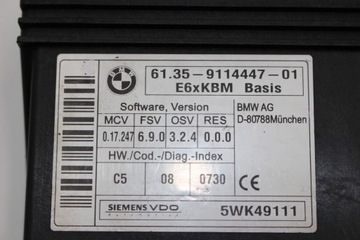 BMW
61.35-9114447-01
E6xKBM Basis
Software, Version
MCV FSV OSV RES
0.17.247 6.9.0 3.2.4 0.0.0
HW./Cod-/Diag.-Index
C5 08 0730
BMW AG
D-80788München
CE
SIEMENS VDO
5WK49111